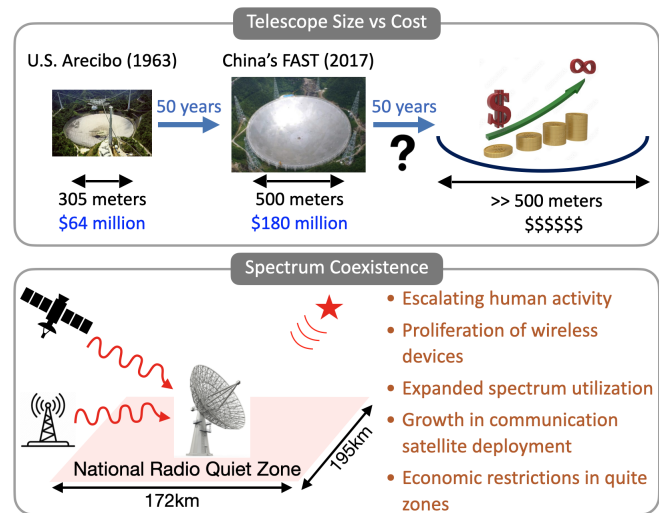 Telescope Size vs Cost
U.S. Arecibo (1963)
China's FAST (2017)
50 years
50 years
?
$
∞
305 meters
500 meters
>> 500 meters
$64 million
$180 million
$$$$$$
Spectrum Coexistence
National Radio Quiet Zone
172km
195km
• Escalating human activity
• Proliferation of wireless
devices
• Expanded spectrum utilization
• Growth in communication
satellite deployment
• Economic restrictions in quite
zones